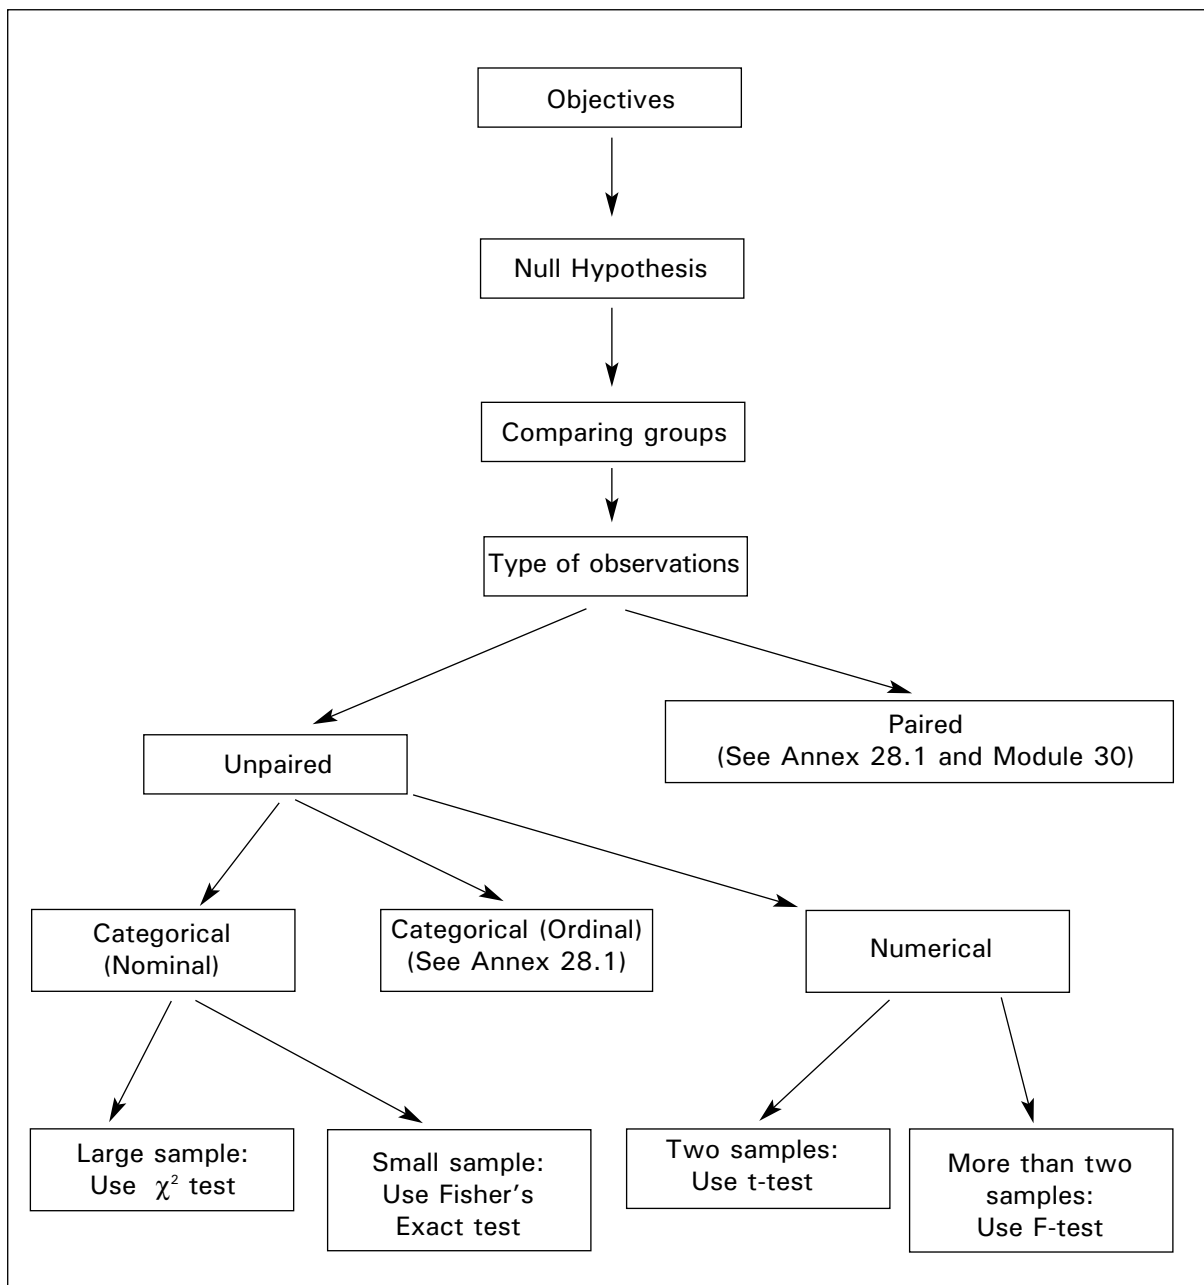 Objectives
Null Hypothesis
Comparing groups
Type of observations
Unpaired
Paired
(See Annex 28.1 and Module 30)
Categorical
(Nominal)
Categorical (Ordinal)
(See Annex 28.1)
Numerical
Large sample:
Use χ² test
Small sample:
Use Fisher's
Exact test
Two samples:
Use t-test
More than two
samples:
Use F-test